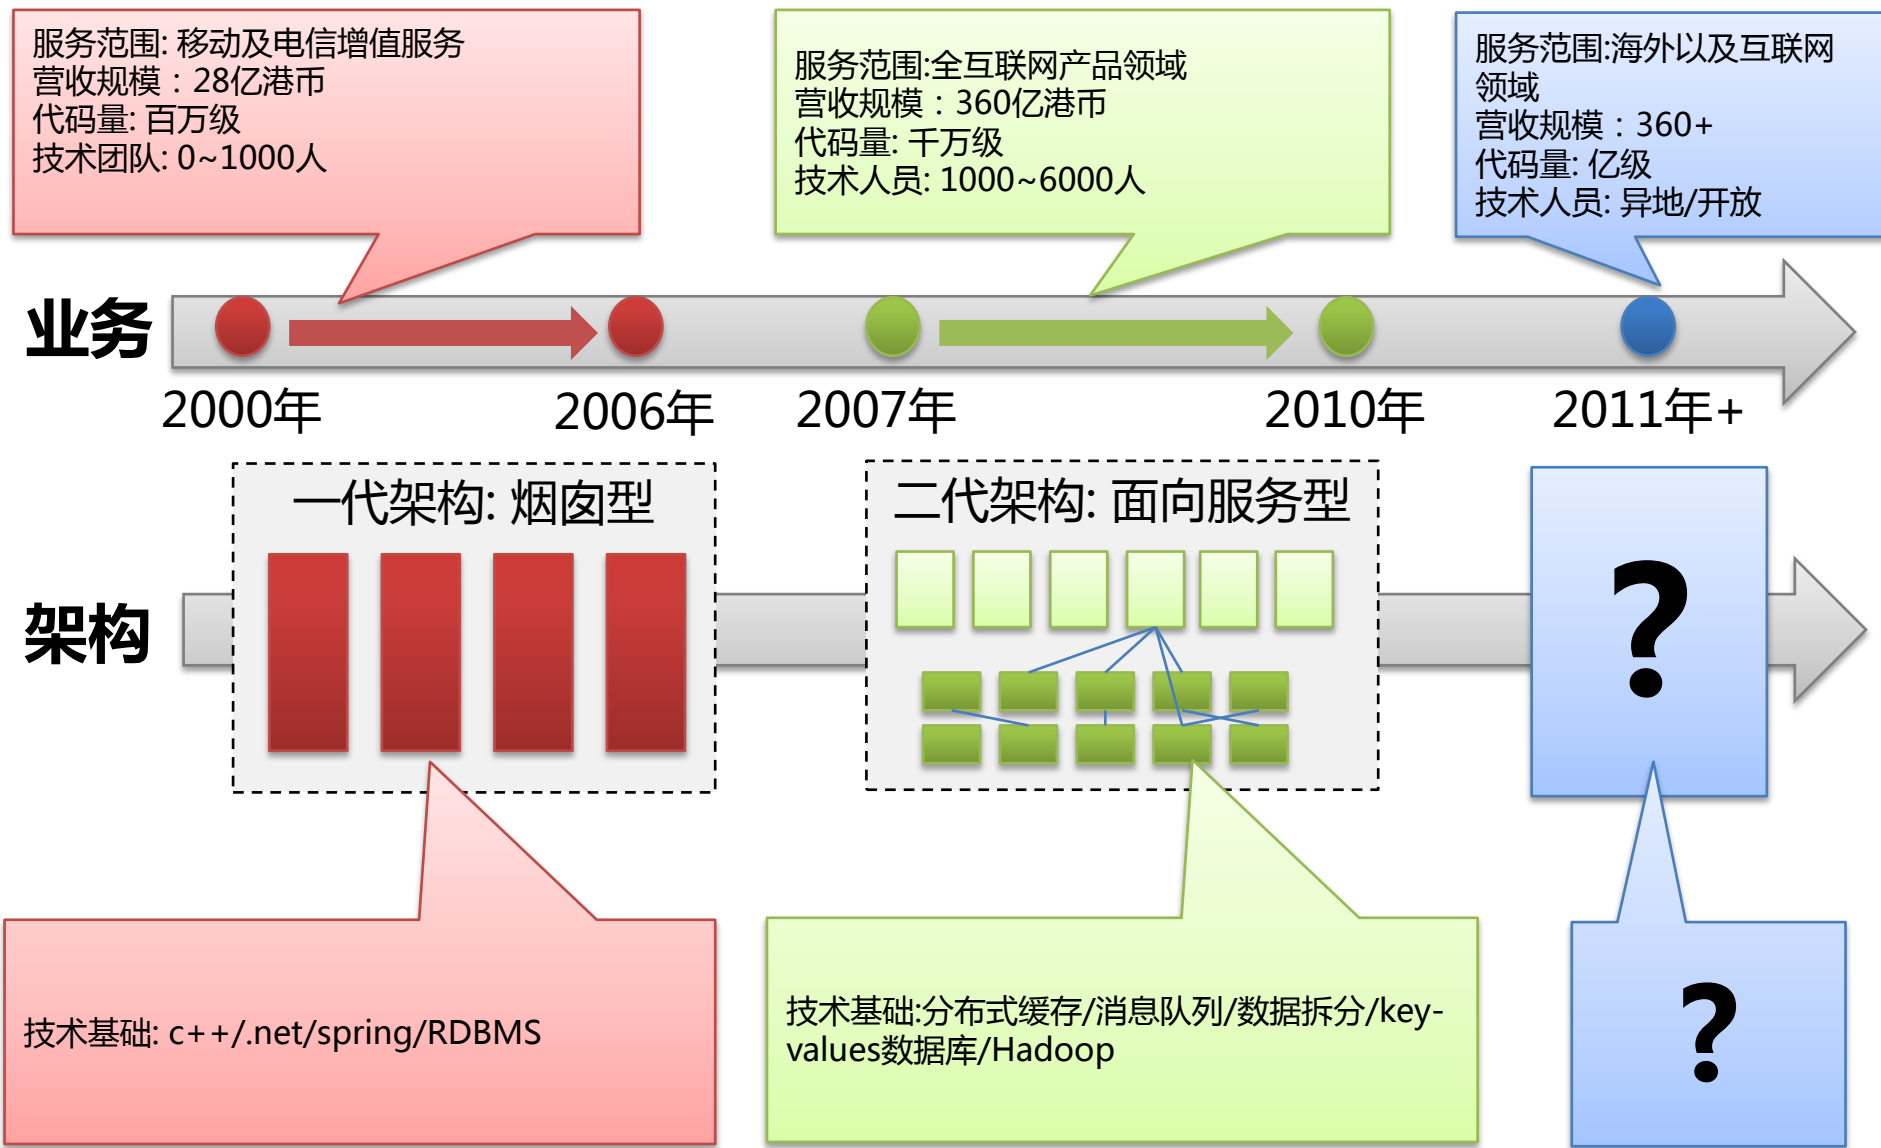 服务范围: 移动及电信增值服务
营收规模：28亿港币
代码量: 百万级
技术团队: 0~1000人
服务范围:全互联网产品领域
营收规模：360亿港币
代码量: 千万级
技术人员: 1000~6000人
服务范围:海外以及互联网
领域
营收规模：360+
代码量: 亿级
技术人员: 异地/开放
业务
2000年
2006年
2007年
2010年
2011年+
一代架构: 烟囱型
二代架构: 面向服务型
架构
?
技术基础: c++/.net/spring/RDBMS
技术基础:分布式缓存/消息队列/数据拆分/key-
values数据库/Hadoop
?